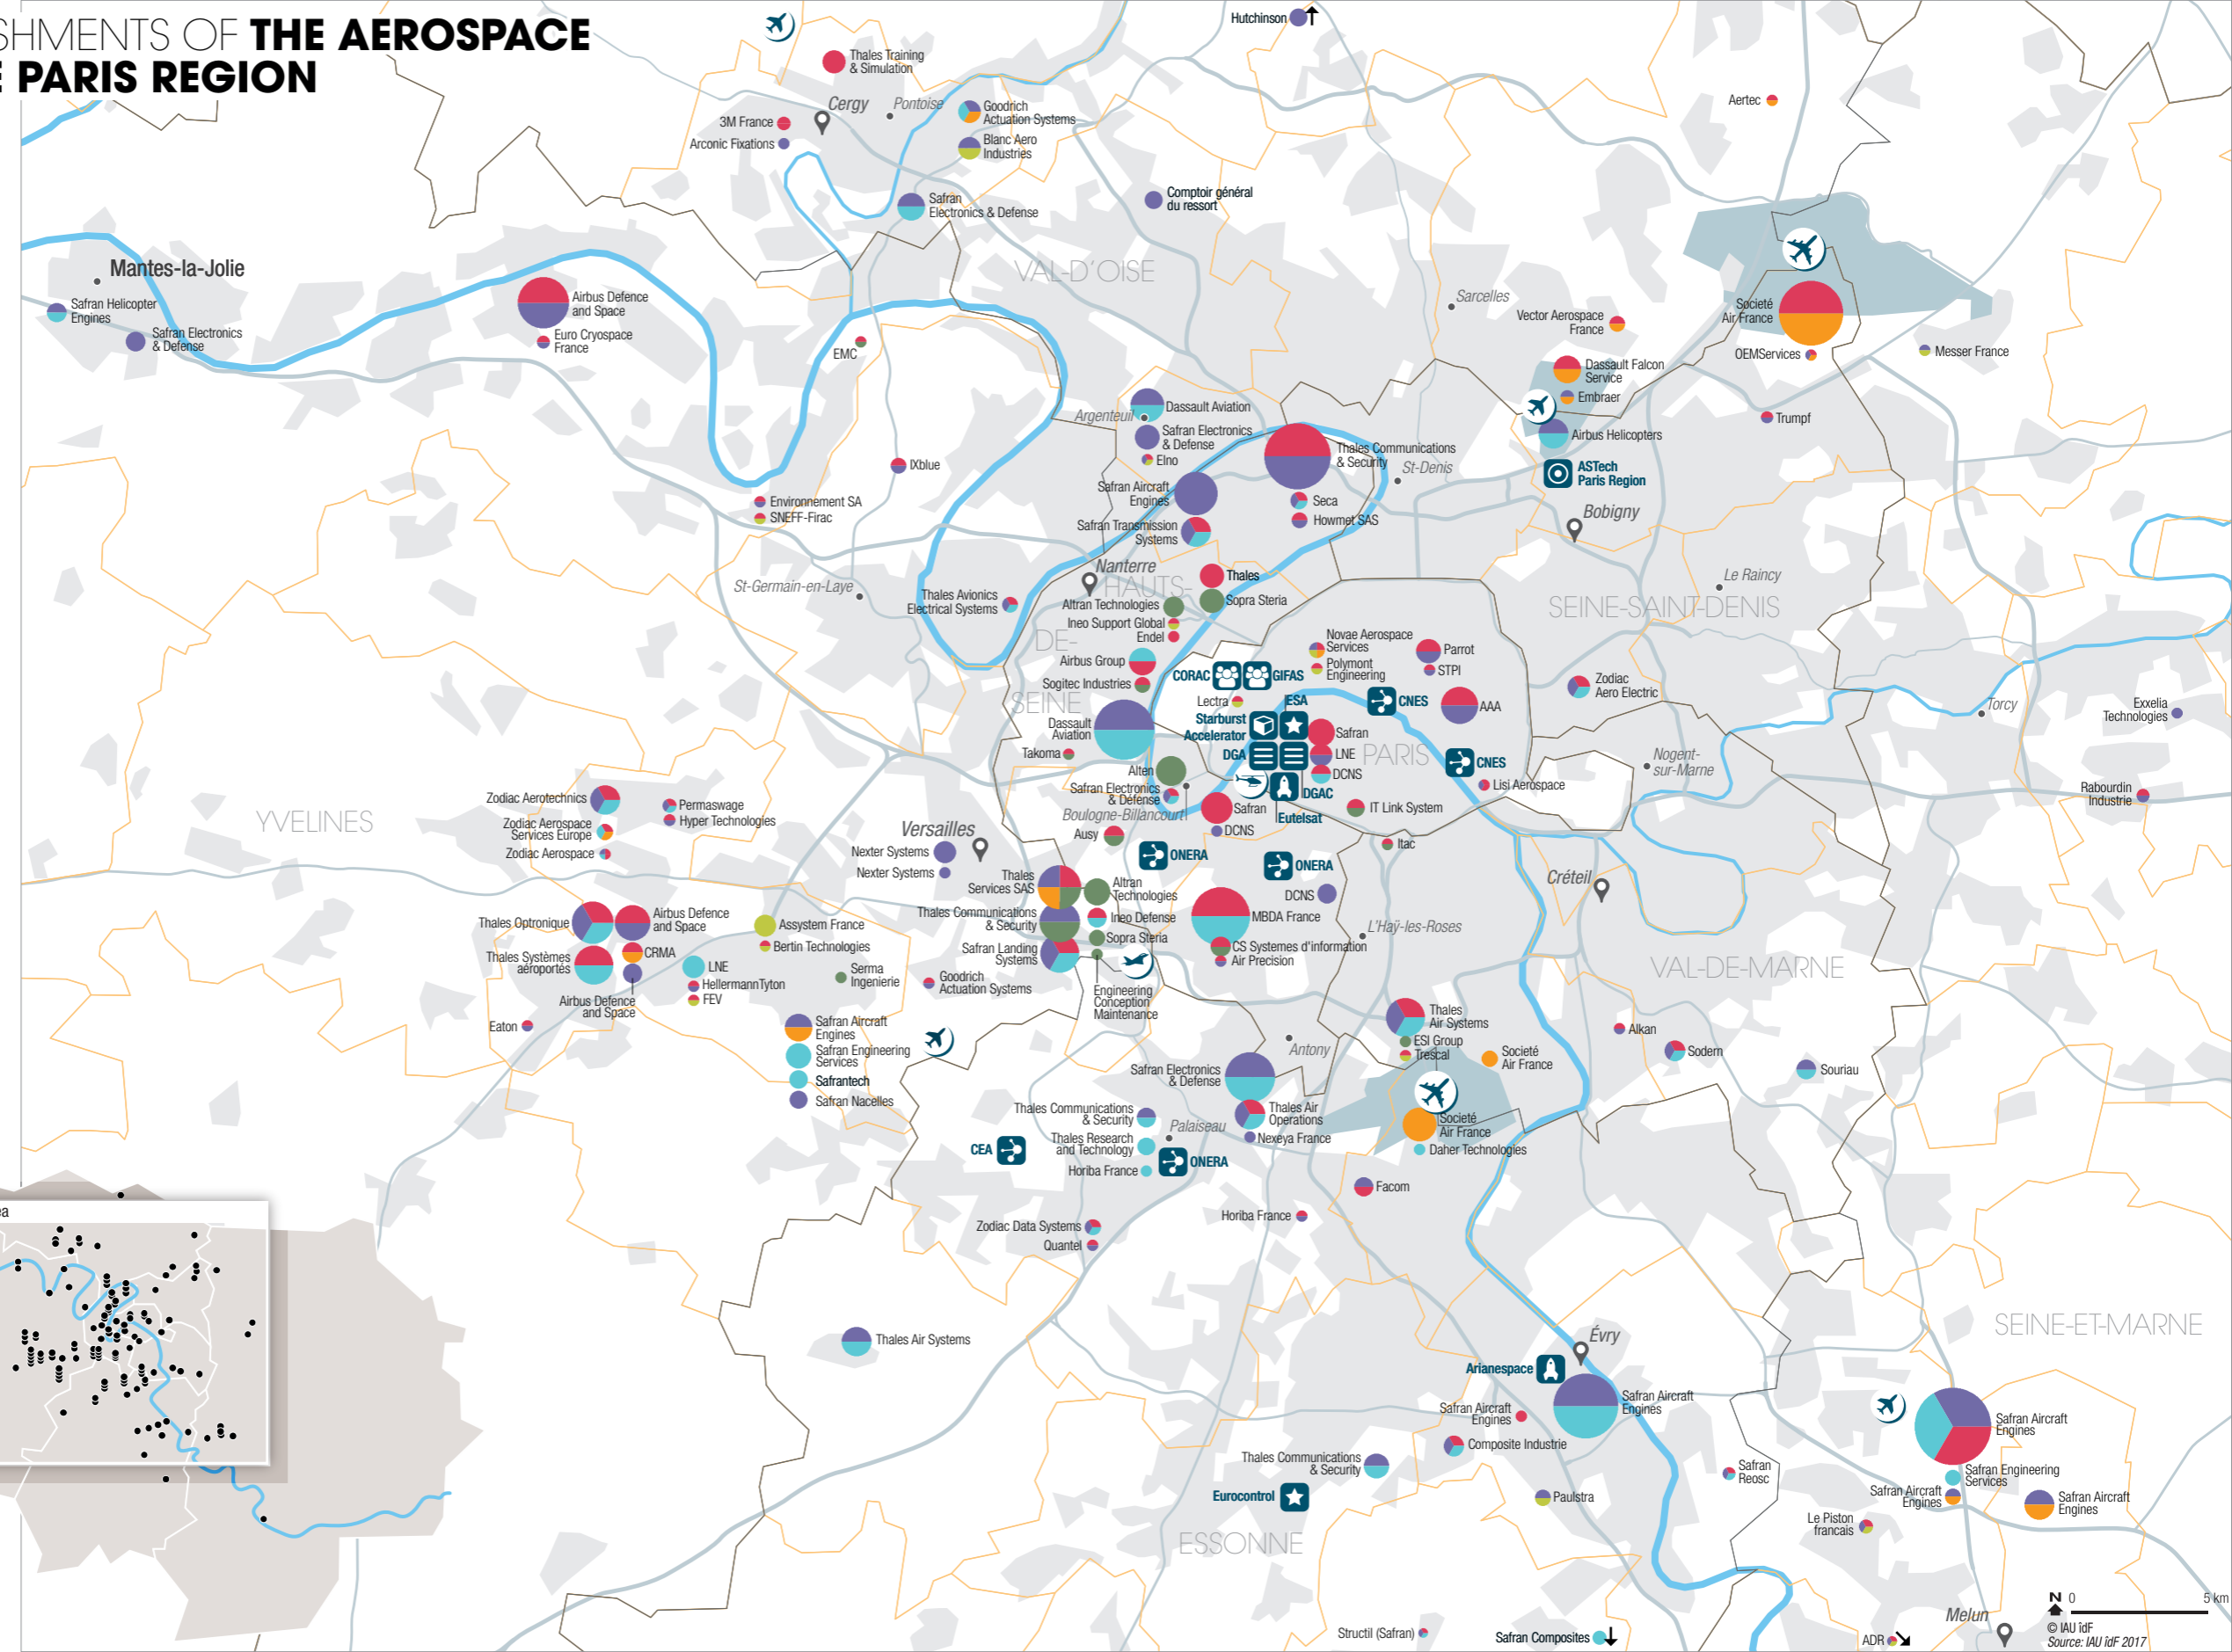 SHMENTS OF THE AEROSPACE
E PARIS REGION
Hutchinson
Thales Training
& Simulation
Cergy
Pontoise
Goodrich
Actuation Systems
3M France
Arconic Fixations
Blanc Aero
Industries
Aertec
Safran
Electronics & Defense
Comptoir général
du ressort
VAL-D'OISE
Mantes-la-Jolie
Safran Helicopter
Engines
Safran Electronics
& Defense
Airbus Defence
and Space
Euro Cryospace
France
EMC
Sarcelles
Vector Aerospace
France
Societé
Air France
OEMServices
Messer France
Dassault Falcon
Service
Embraer
Airbus Helicopters
Trumpf
ASTech
Paris Region
Bobigny
Argenteuil
Dassault Aviation
Safran Electronics
& Defense
Elno
Thales Communications
& Security
St-Denis
Safran Aircraft
Engines
Seca
Howmet SAS
Safran Transmission
Systems
IXblue
Environnement SA
SNEFF-Firac
St-Germain-en-Laye
Nanterre
HAUTS-
DE-
SEINE
Thales
Sopra Steria
Thales Avionics
Electrical Systems
Altran Technologies
Ineo Support Global
Endel
Le Raincy
SEINE-SAINT-DENIS
Airbus Group
Sogitec Industries
Novae Aerospace
Services
Polymont
Engineering
Parrot
STPI
CORAC
GIFAS
Lectra
ESA
CNES
AAA
Zodiac
Aero Electric
Torcy
Exxelia
Technologies
Dassault
Aviation
Takoma
Starburst
Accelerator
Safran
DGA
LNE
PARIS
DCNS
CNES
Lisi Aerospace
Nogent-
sur-Marne
Rabourdin
Industrie
Alten
Safran Electronics
& Défense
Boulogne-Billancourt
DGAC
Eutelsat
Safran
DCNS
IT Link System
Itac
Ausy
YVELINES
Zodiac Aerotechnics
Zodiac Aerospace
Services Europe
Zodiac Aerospace
Permaswage
Hyper Technologies
Versailles
Nexter Systems
Nexter Systems
ONERA
ONERA
DCNS
Créteil
Thales
Services SAS
Altran
Technologies
Thales Communications
& Security
Ineo Defense
Sopra Steria
Safran Landing
Systems
MBDA France
CS Systemes d'information
Air Precision
L'Haÿ-les-Roses
VAL-DE-MARNE
Thales Optronique
Airbus Defence
and Space
Thales Systèmes
aéroportés
CRMA
Airbus Defence
and Space
Eaton
Assystem France
Bertin Technologies
LNE
HellermannTyton
FEV
Serma
Ingenierie
Goodrich
Actuation Systems
Engineering
Conception
Maintenance
Safran Aircraft
Engines
Safran Engineering
Services
Safrantech
Safran Nacelles
Thales
Air Systems
ESI Group
Trescal
Societé
Air France
Alkan
Sodern
Souriau
Antony
Safran Electronics
& Defense
Thales Air
Operations
Nexeya France
Societé
Air France
Daher Technologies
Thales Communications
& Security
Palaiseau
Thales Research
and Technology
CEA
ONERA
Horiba France
Facom
Horiba France
Zodiac Data Systems
Quantel
ea
Thales Air Systems
SEINE-ET-MARNE
Évry
Arianespace
Safran Aircraft
Engines
Safran Aircraft
Engines
Composite Industrie
Safran Aircraft
Engines
Safran Engineering
Services
Safran Aircraft
Engines
Safran Aircraft
Engines
Thales Communications
& Security
Eurocontrol
Safran
Reosc
Paulstra
Le Piston
francais
ESSONNE
Structil (Safran)
Safran Composites
ADR
Melun
N 0 5 km
© IAU îdF
Source: IAU îdF 2017